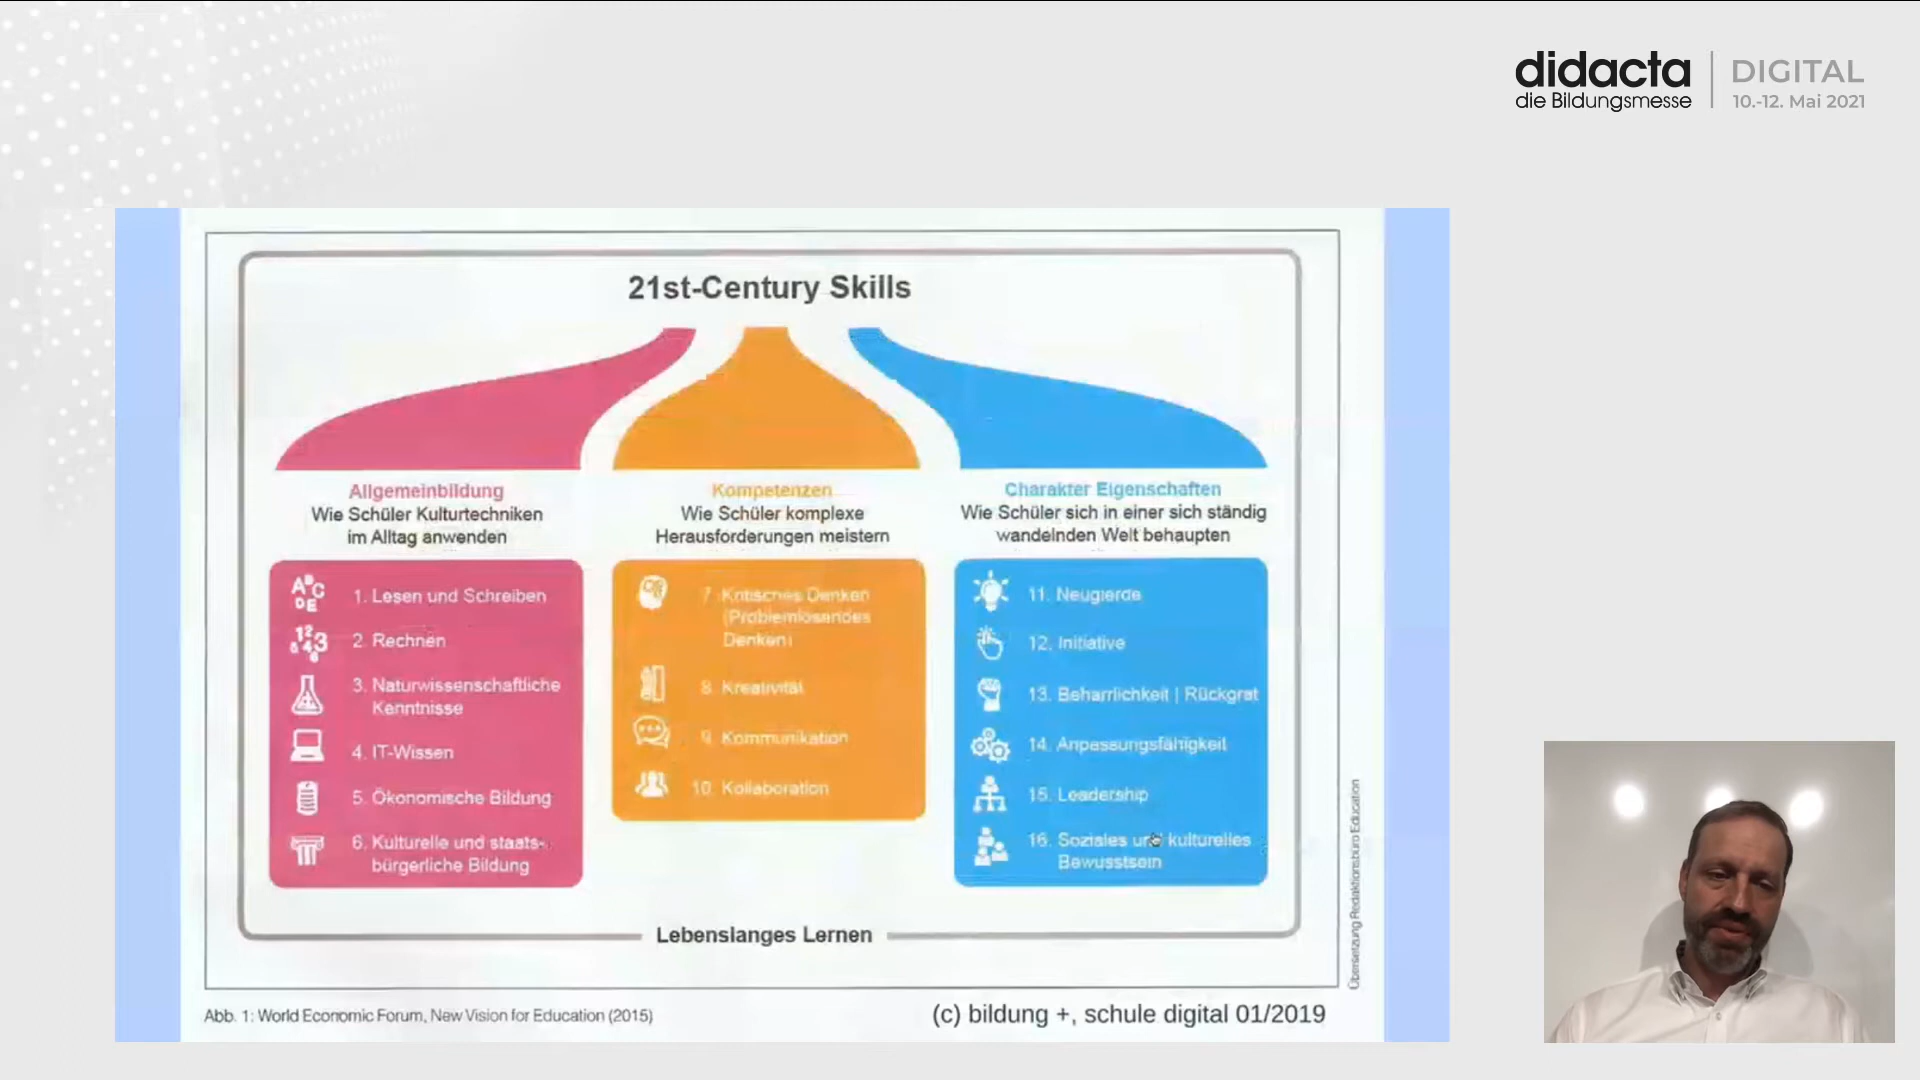 didacta
die Bildungsmesse
DIGITAL
10.-12. Mai 2021
21st-Century Skills
Allgemeinbildung
Wie Schüler Kulturtechniken
im Alltag anwenden
1. Lesen und Schreiben
2. Rechnen
3. Naturwissenschaftliche
Kenntnisse
4. IT-Wissen
5. Ökonomische Bildung
6. Kulturelle und staats-
bürgerliche Bildung
Kompetenzen
Wie Schüler komplexe
Herausforderungen meistern
7. Kritisches Denken
(Problemlösendes
Denken)
8. Kreativität
9. Kommunikation
10. Kollaboration
Charakter Eigenschaften
Wie Schüler sich in einer sich ständig
wandelnden Welt behaupten
11. Neugierde
12. Initiative
13. Beharrlichkeit | Rückgrat
14. Anpassungsfähigkeit
15. Leadership
16. Soziales und kulturelles
Bewusstsein
Lebenslanges Lernen
Übersetzung Redaktionsbüro Education
Abb. 1: World Economic Forum, New Vision for Education (2015)
(c) bildung +, schule digital 01/2019